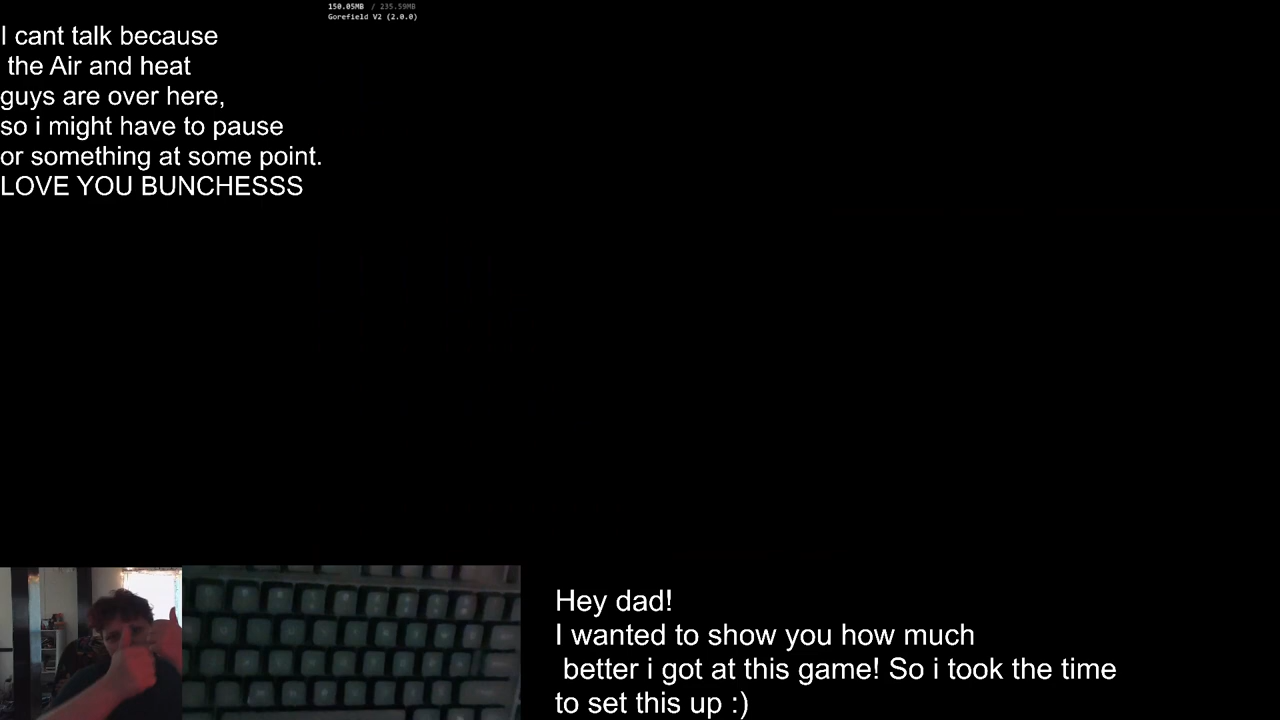 150.05MB / 235.59MB
Gorefield V2 (2.0.0)
I cant talk because
the Air and heat
guys are over here,
so i might have to pause
or something at some point.
LOVE YOU BUNCHESSS
Hey dad!
I wanted to show you how much
better i got at this game! So i took the time
to set this up :)